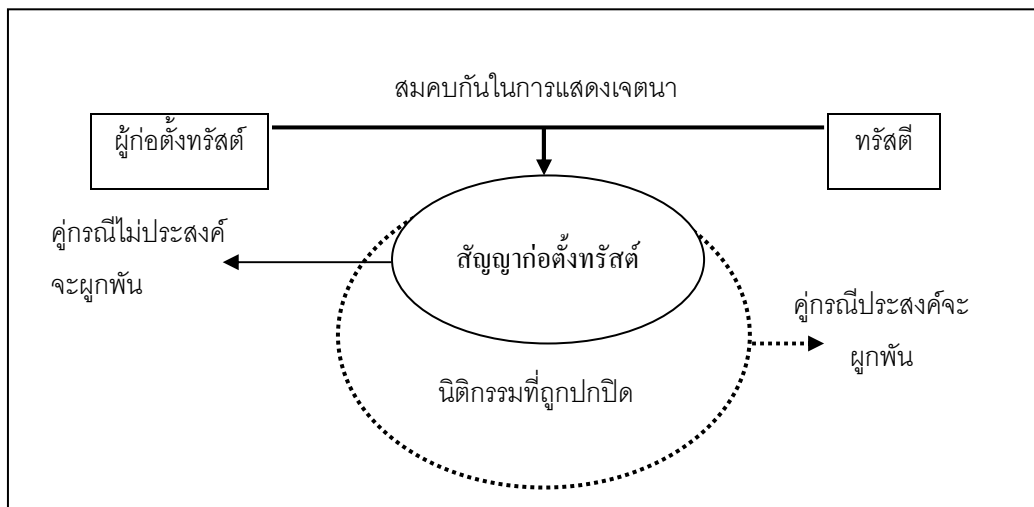 สมคบกันในการแสดงเจตนา
ผู้ก่อตั้งทรัสต์
ทรัสตี
คู่กรณีไม่ประสงค์
จะผูกพัน
สัญญาก่อตั้งทรัสต์
คู่กรณีประสงค์จะ
ผูกพัน
นิติกรรมที่ถูกปกปิด